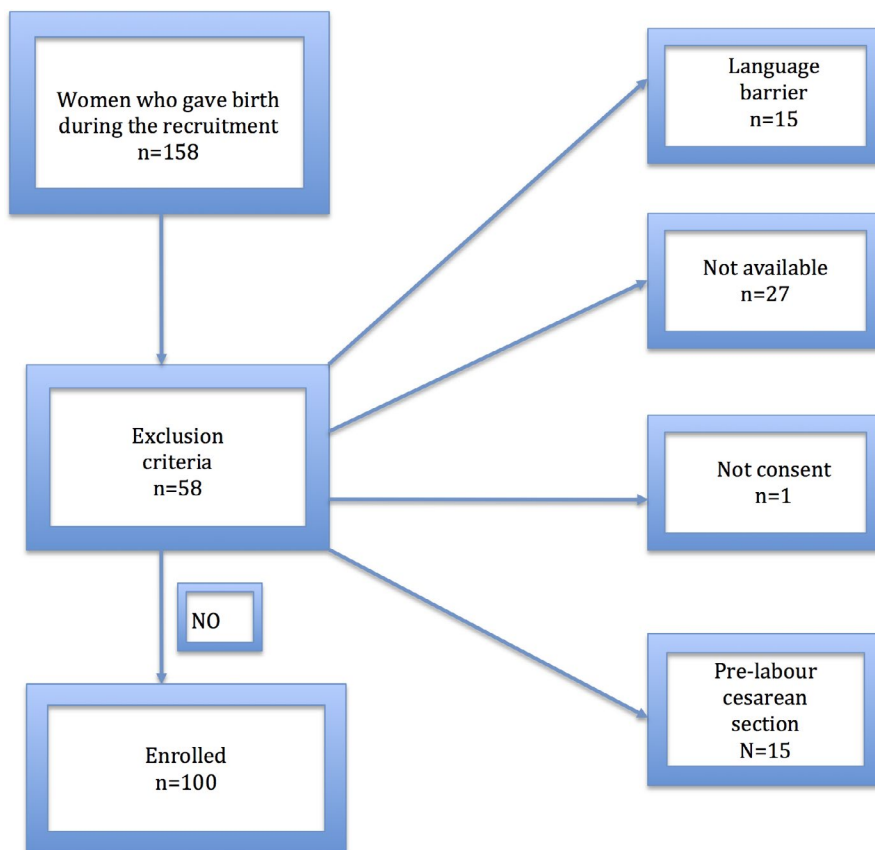 Women who gave birth
during the recruitment
n=158
Language
barrier
n=15
Not available
n=27
Exclusion
criteria
n=58
Not consent
n=1
NO
Pre-labour
cesarean
section
N=15
Enrolled
n=100